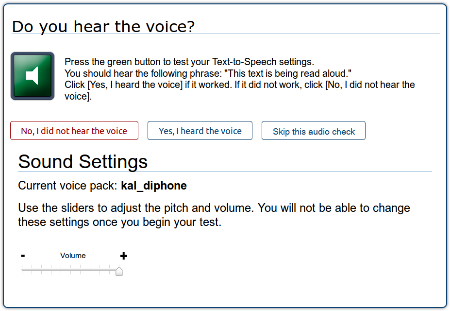 Do you hear the voice?
Press the green button to test your Text-to-Speech settings.
You should hear the following phrase: "This text is being read aloud."
Click [Yes, I heard the voice] if it worked. If it did not work, click [No, I did not hear the
voice].
No, I did not hear the voice
Yes, I heard the voice
Skip this audio check
Sound Settings
Current voice pack: kal_diphone
Use the sliders to adjust the pitch and volume. You will not be able to change
these settings once you begin your test.
- Volume +